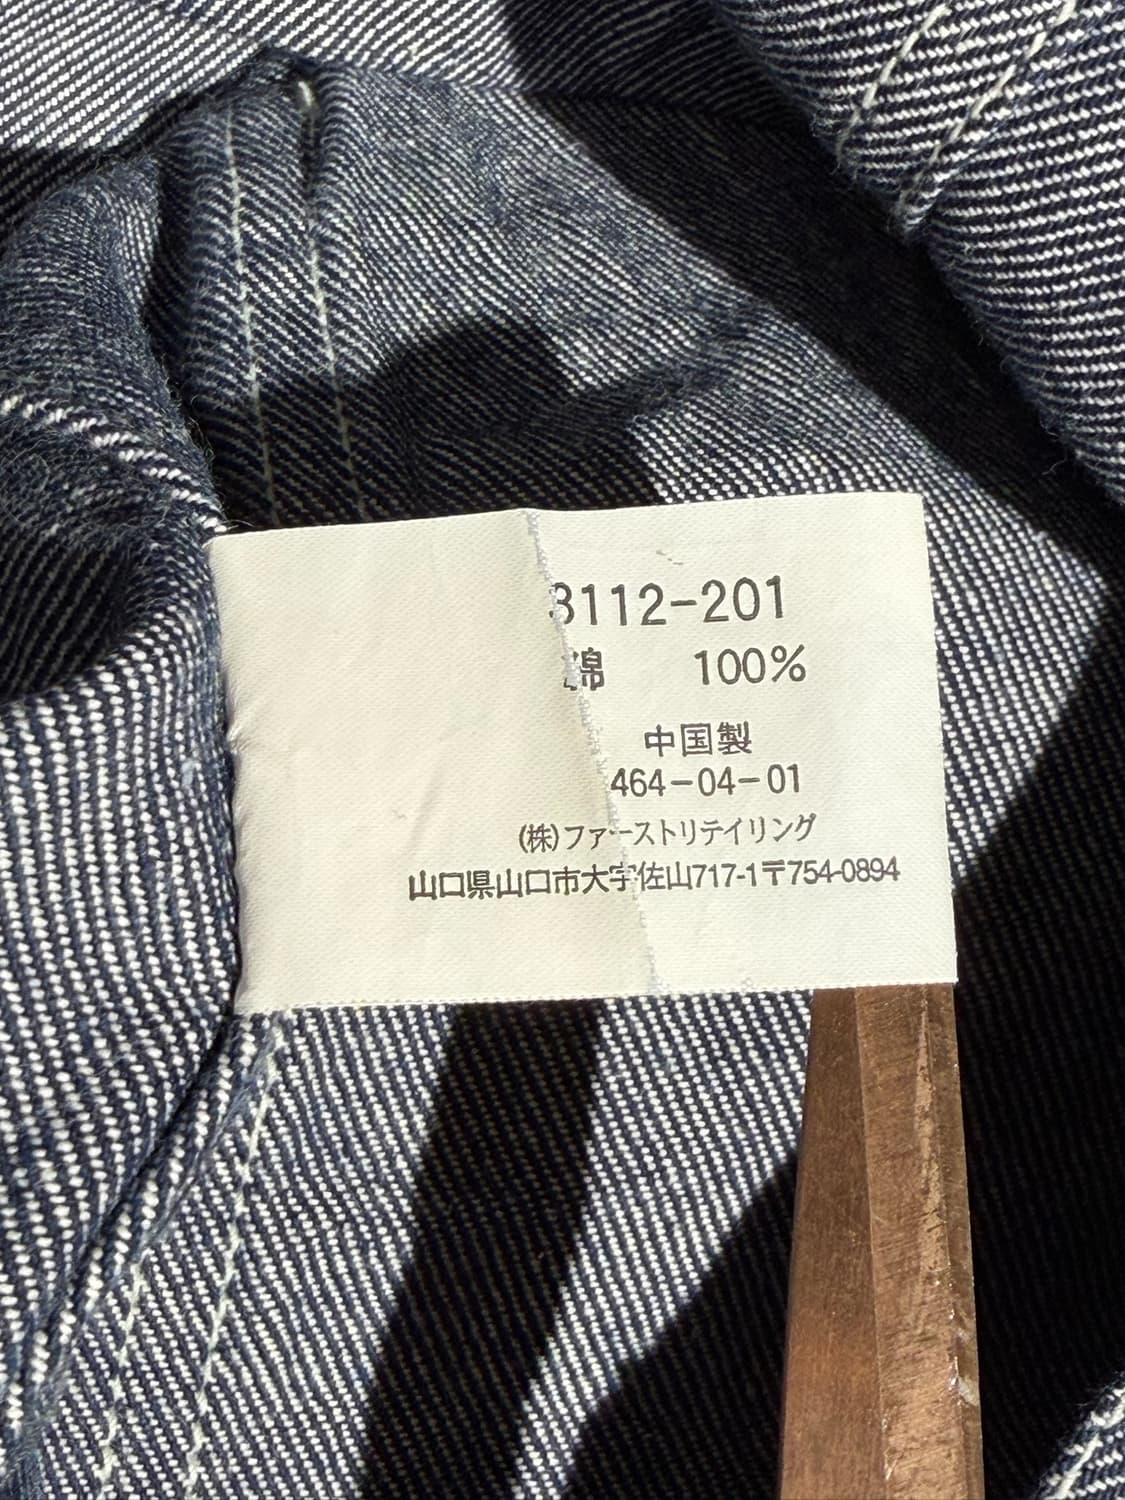 3112-201
綿 100%
中国製
464-04-01
(株)ファーストリテイリング
山口県山口市大字佐山717-1〒754-0894